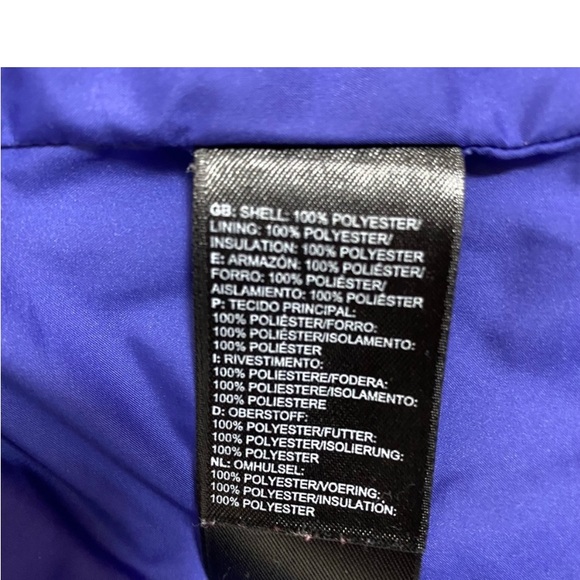 GB: SHELL: 100% POLYESTER/
LINING: 100% POLYESTER/
INSULATION: 100% POLYESTER
E: ARMAZÓN: 100% POLIÉSTER/
FORRO: 100% POLIÉSTER/
AISLAMIENTO: 100% POLIÉSTER
P: TECIDO PRINCIPAL:
100% POLIÉSTER/FORRO:
100% POLIÉSTER/ISOLAMENTO:
100% POLIÉSTER
I: RIVESTIMENTO:
100% POLIESTERE/FODERA:
100% POLIESTERE/ISOLAMENTO:
100% POLIESTERE
D: OBERSTOFF:
100% POLYESTER/FUTTER:
100% POLYESTER/ISOLIERUNG:
100% POLYESTER
NL: OMHULSEL:
100% POLYESTER/VOERING:
100% POLYESTER/INSULATION:
100% POLYESTER